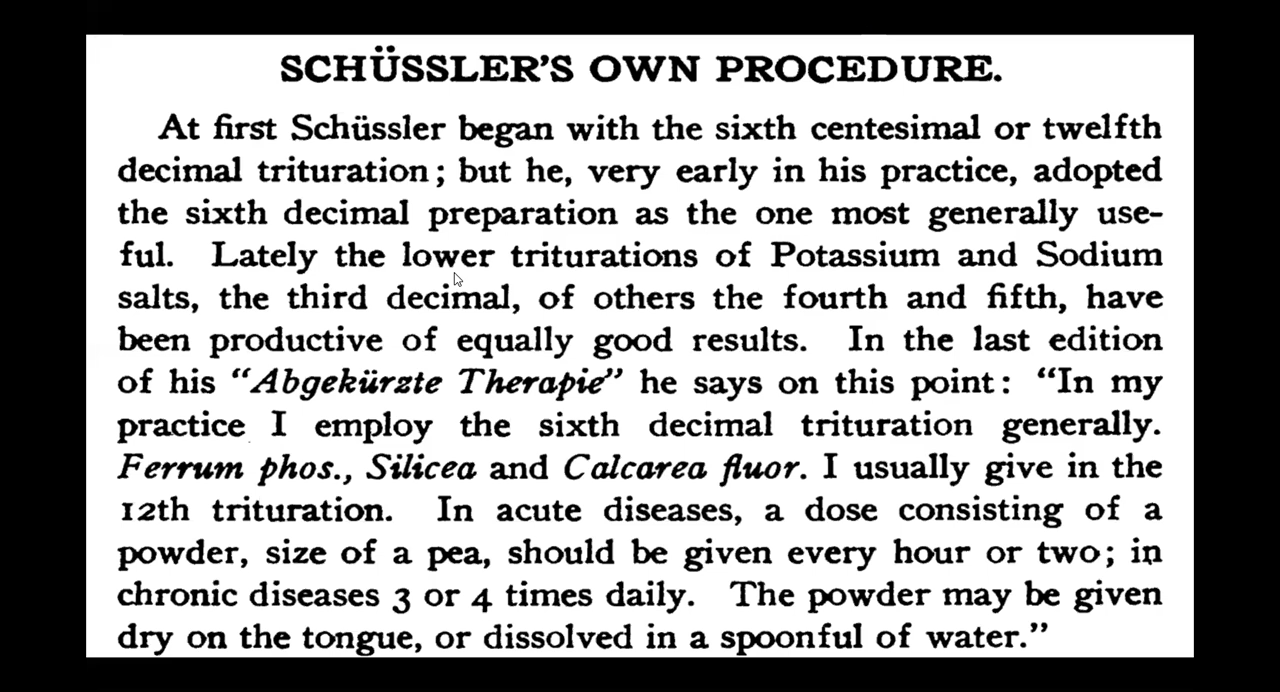 SCHÜSSLER'S OWN PROCEDURE.
At first Schüssler began with the sixth centesimal or twelfth
decimal trituration; but he, very early in his practice, adopted
the sixth decimal preparation as the one most generally use-
ful. Lately the lower triturations of Potassium and Sodium
salts, the third decimal, of others the fourth and fifth, have
been productive of equally good results. In the last edition
of his "Abgekürzte Therapie" he says on this point: "In my
practice I employ the sixth decimal trituration generally.
Ferrum phos., Silicea and Calcarea fluor. I usually give in the
12th trituration. In acute diseases, a dose consisting of a
powder, size of a pea, should be given every hour or two; in
chronic diseases 3 or 4 times daily. The powder may be given
dry on the tongue, or dissolved in a spoonful of water."